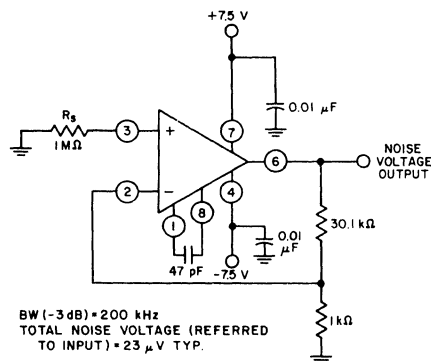 +7.5 V
0.01 µF
Rs
1MΩ
3
+
7
6
NOISE
VOLTAGE
OUTPUT
2
−
4
1
8
30.1 kΩ
0.01
µF
47 pF
-7.5 V
1kΩ
BW (-3 dB) = 200 kHz
TOTAL NOISE VOLTAGE (REFERRED
TO INPUT) = 23 µV TYP.